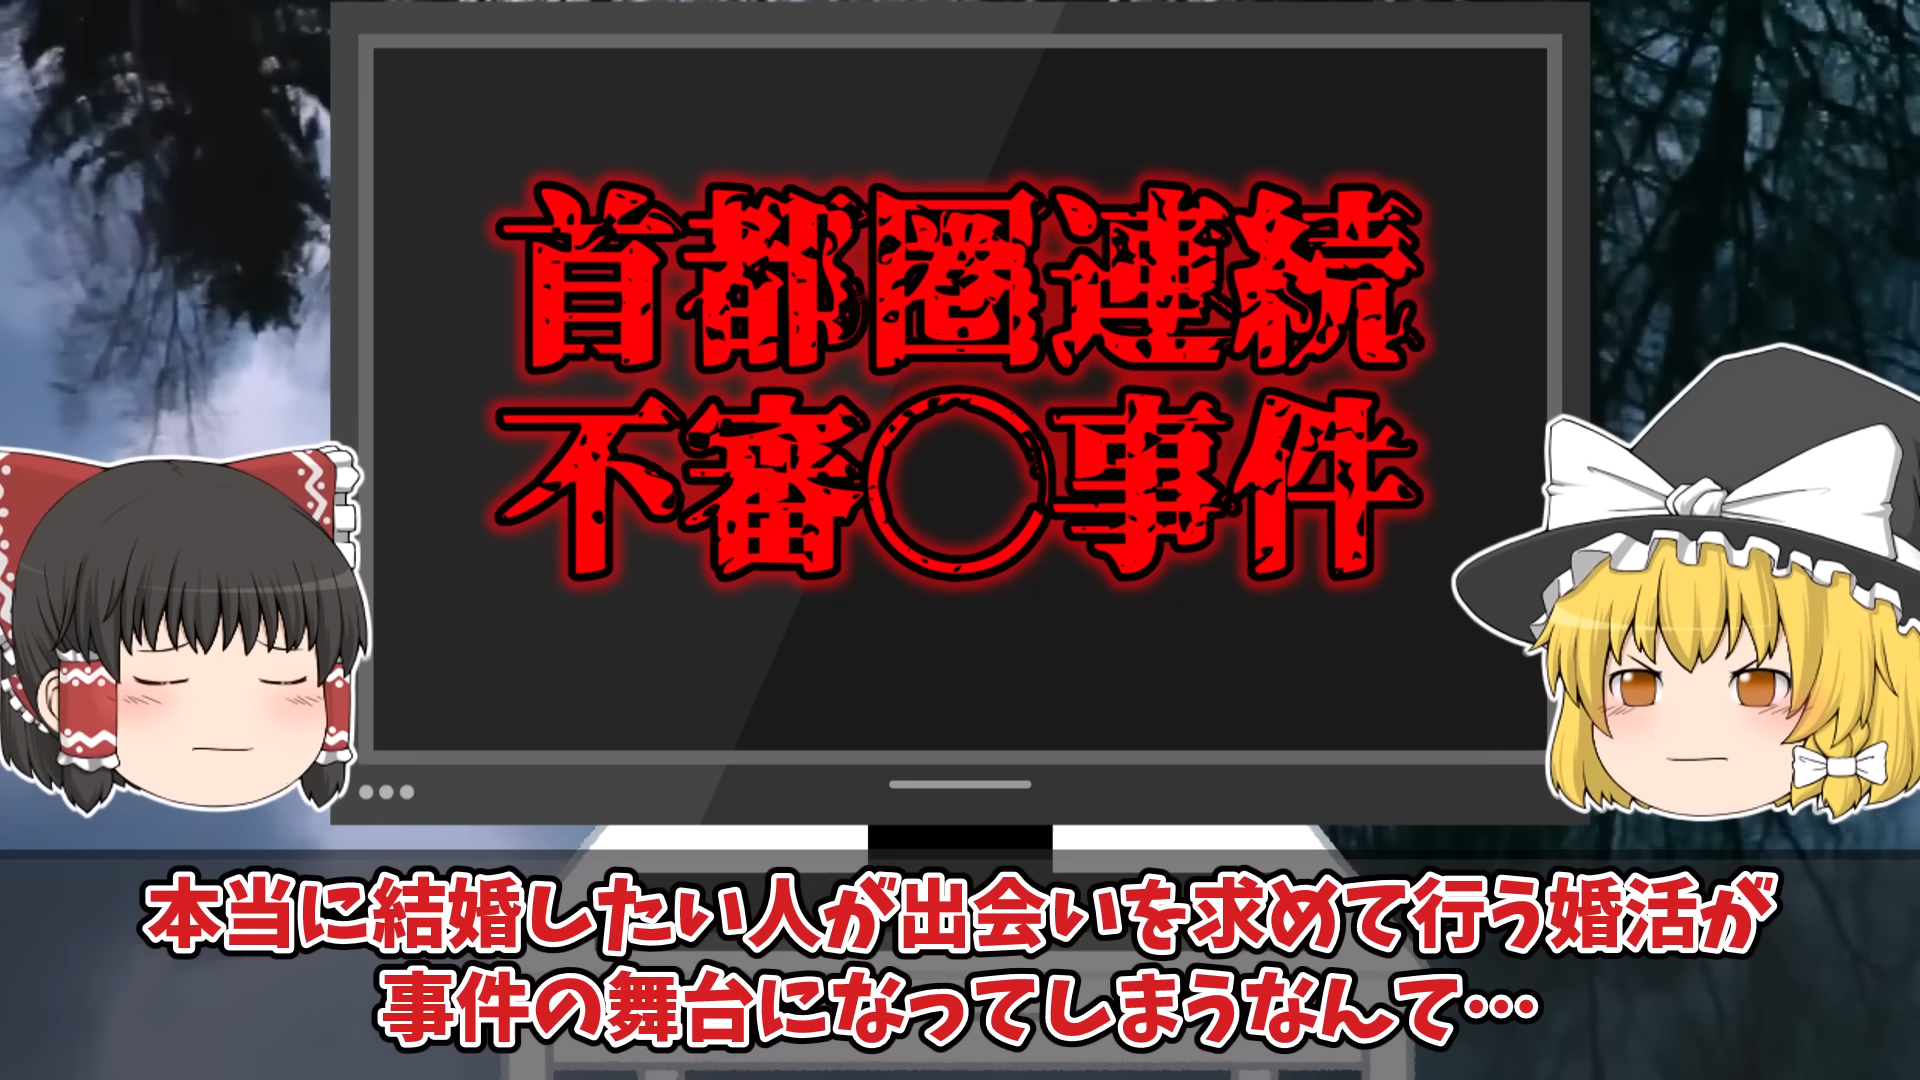 首都圏連続
不審◯事件
本当に結婚したい人が出会いを求めて行う婚活が
事件の舞台になってしまうなんて…